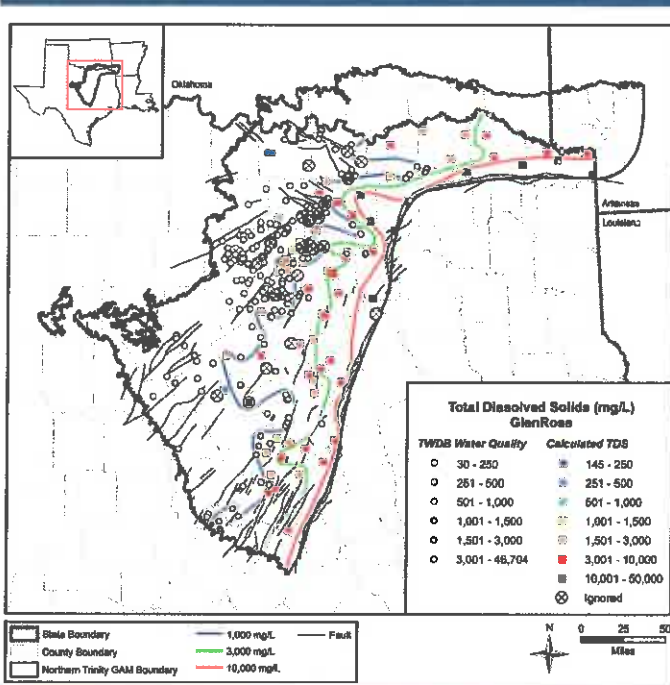 Oklahoma
Arkansas
Louisiana
Total Dissolved Solids (mg/L)
GlenRose
TWDB Water Quality Calculated TDS
30 - 250 145 - 250
251 - 500 251 - 500
501 - 1,000 501 - 1,000
1,001 - 1,500 1,001 - 1,500
1,501 - 3,000 1,501 - 3,000
3,001 - 46,704 3,001 - 10,000
10,001 - 50,000
Ignored
State Boundary 1,000 mg/L Fault
County Boundary 3,000 mg/L
Northern Trinity GAM Boundary 10,000 mg/L
N
0 25 50
Miles